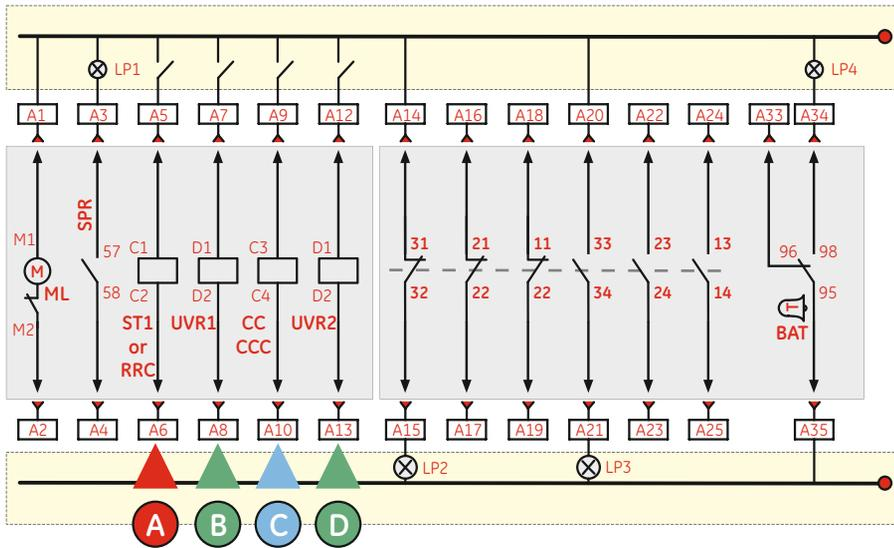 LP1 LP4
A1 A3 A5 A7 A9 A12 A14 A16 A18 A20 A22 A24 A33 A34
SPR
M1 57 C1 D1 C3 D1 31 21 11 33 23 13 96 98
M
ML 58 C2 D2 C4 D2 32 22 22 34 24 14 95
M2 ST1 UVR1 CC UVR2 T
or CCC BAT
RRC
A2 A4 A6 A8 A10 A13 A15 A17 A19 A21 A23 A25 A35
LP2 LP3
A B C D